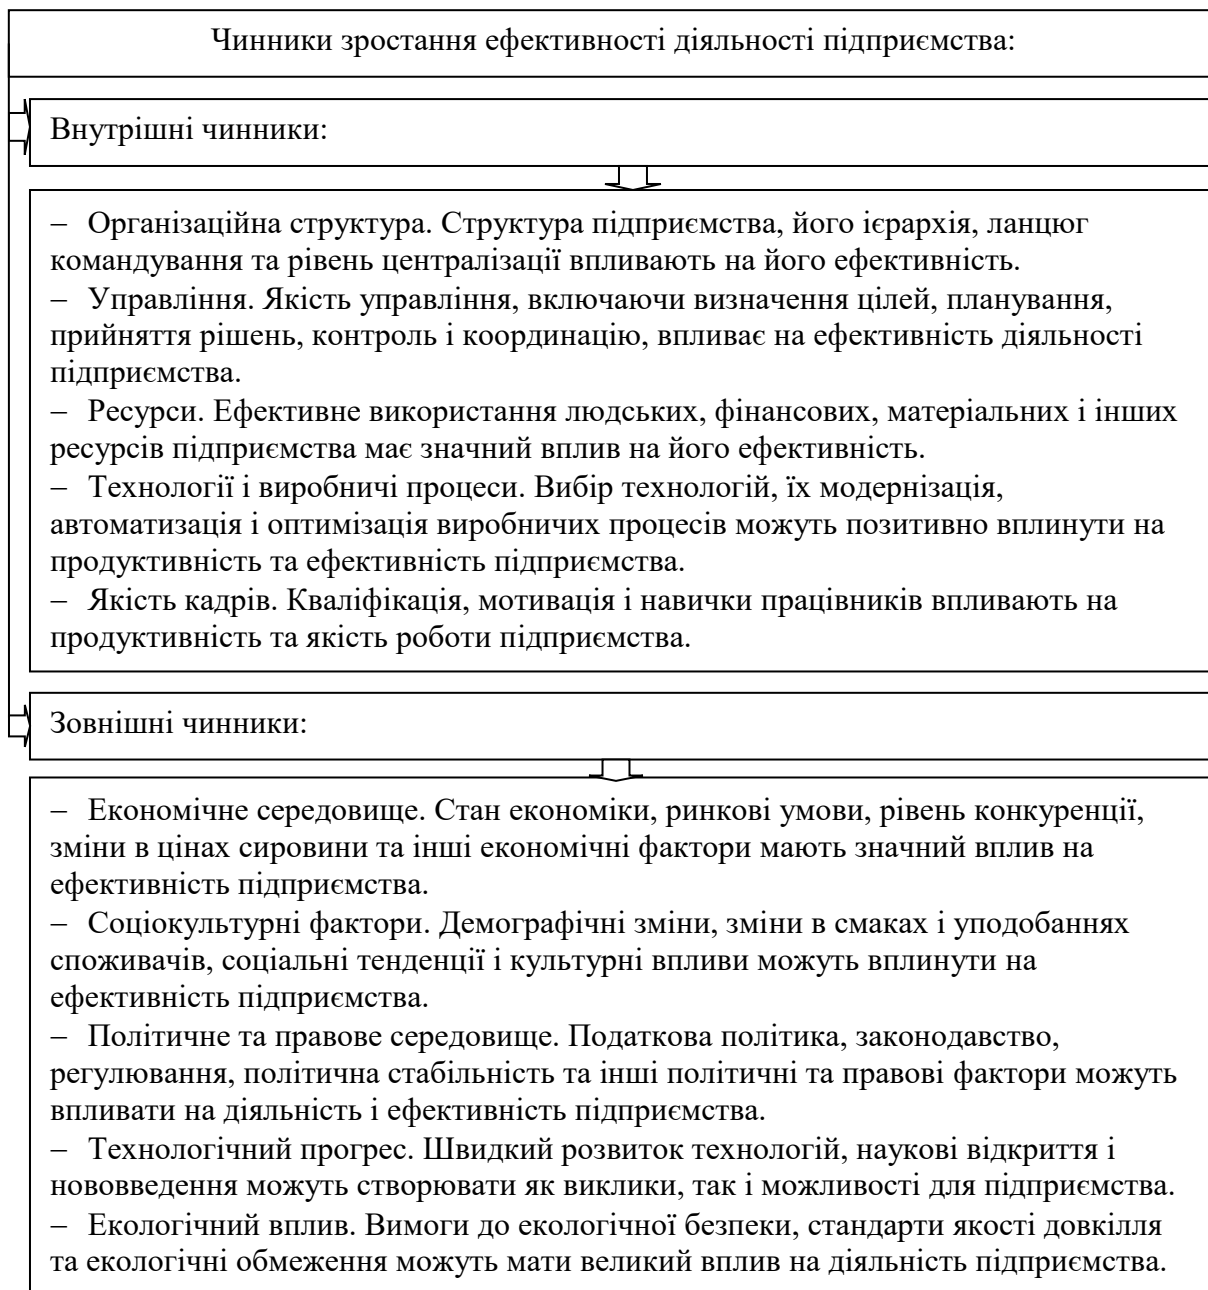 Чинники зростання ефективності діяльності підприємства:
Внутрішні чинники:
– Організаційна структура. Структура підприємства, його ієрархія, ланцюг
командування та рівень централізації впливають на його ефективність.
– Управління. Якість управління, включаючи визначення цілей, планування,
прийняття рішень, контроль і координацію, впливає на ефективність діяльності
підприємства.
– Ресурси. Ефективне використання людських, фінансових, матеріальних і інших
ресурсів підприємства має значний вплив на його ефективність.
– Технології і виробничі процеси. Вибір технологій, їх модернізація,
автоматизація і оптимізація виробничих процесів можуть позитивно вплинути на
продуктивність та ефективність підприємства.
– Якість кадрів. Кваліфікація, мотивація і навички працівників впливають на
продуктивність та якість роботи підприємства.
Зовнішні чинники:
– Економічне середовище. Стан економіки, ринкові умови, рівень конкуренції,
зміни в цінах сировини та інші економічні фактори мають значний вплив на
ефективність підприємства.
– Соціокультурні фактори. Демографічні зміни, зміни в смаках і уподобаннях
споживачів, соціальні тенденції і культурні впливи можуть вплинути на
ефективність підприємства.
– Політичне та правове середовище. Податкова політика, законодавство,
регулювання, політична стабільність та інші політичні та правові фактори можуть
впливати на діяльність і ефективність підприємства.
– Технологічний прогрес. Швидкий розвиток технологій, наукові відкриття і
нововведення можуть створювати як виклики, так і можливості для підприємства.
– Екологічний вплив. Вимоги до екологічної безпеки, стандарти якості довкілля
та екологічні обмеження можуть мати великий вплив на діяльність підприємства.